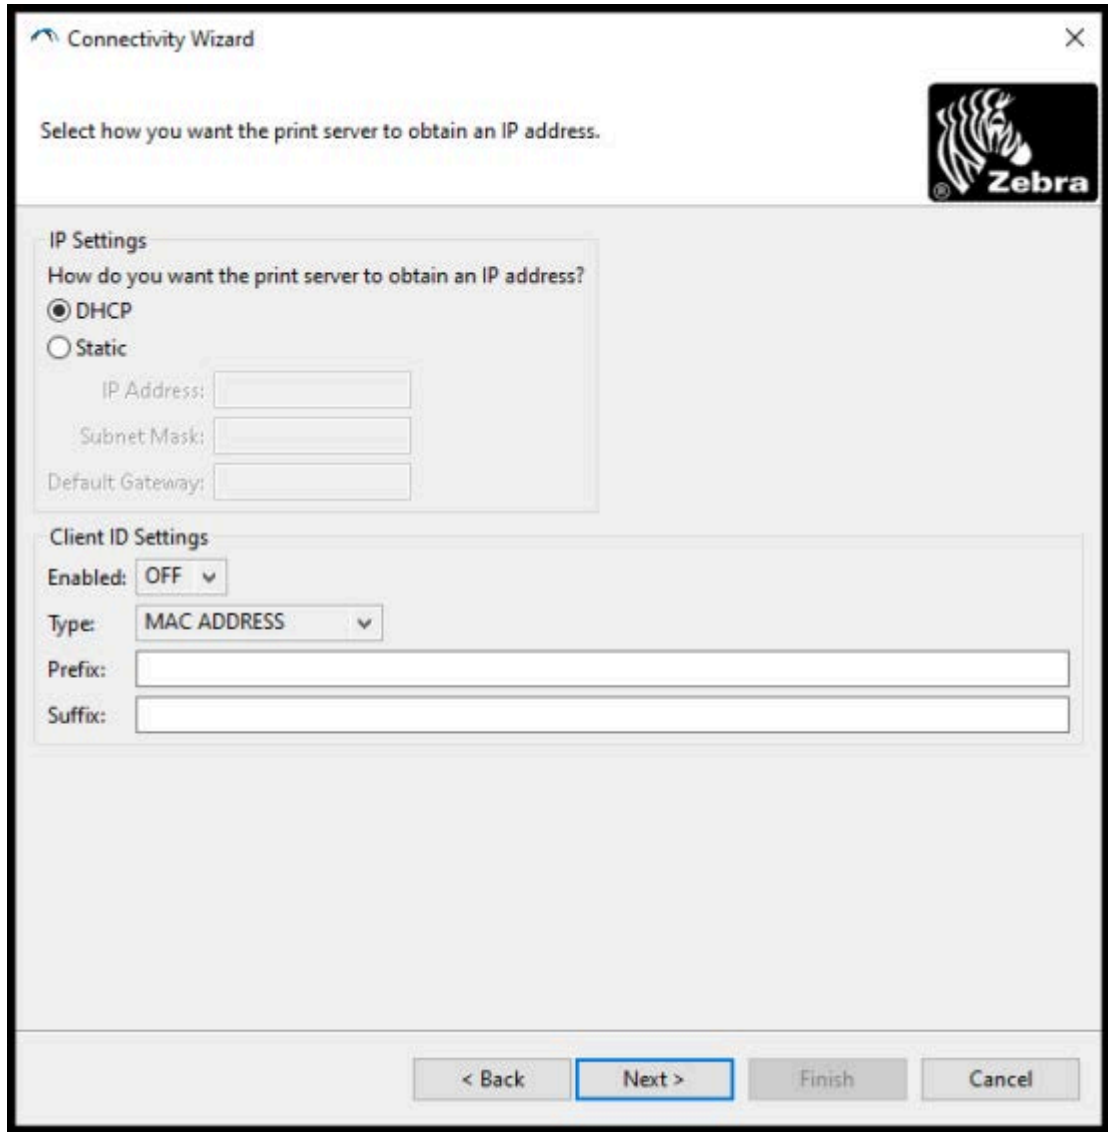 Connectivity Wizard
Select how you want the print server to obtain an IP address.
® Zebra
IP Settings
How do you want the print server to obtain an IP address?
DHCP
Static
IP Address:
Subnet Mask:
Default Gateway:
Client ID Settings
Enabled: OFF
Type: MAC ADDRESS
Prefix:
Suffix:
< Back Next > Finish Cancel